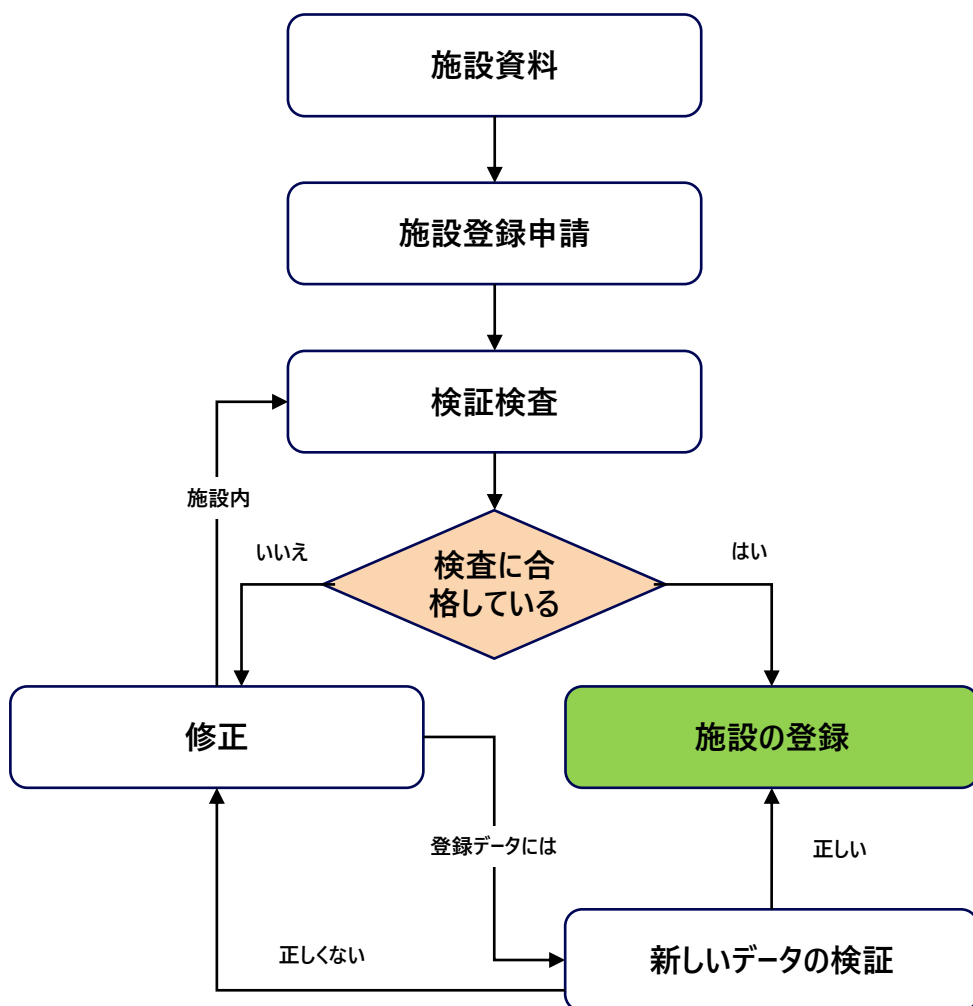 施設資料
施設登録申請
検証検査
施設内
いいえ
はい
検査に合
格している
修正
施設の登録
登録データには
正しい
正しくない
新しいデータの検証